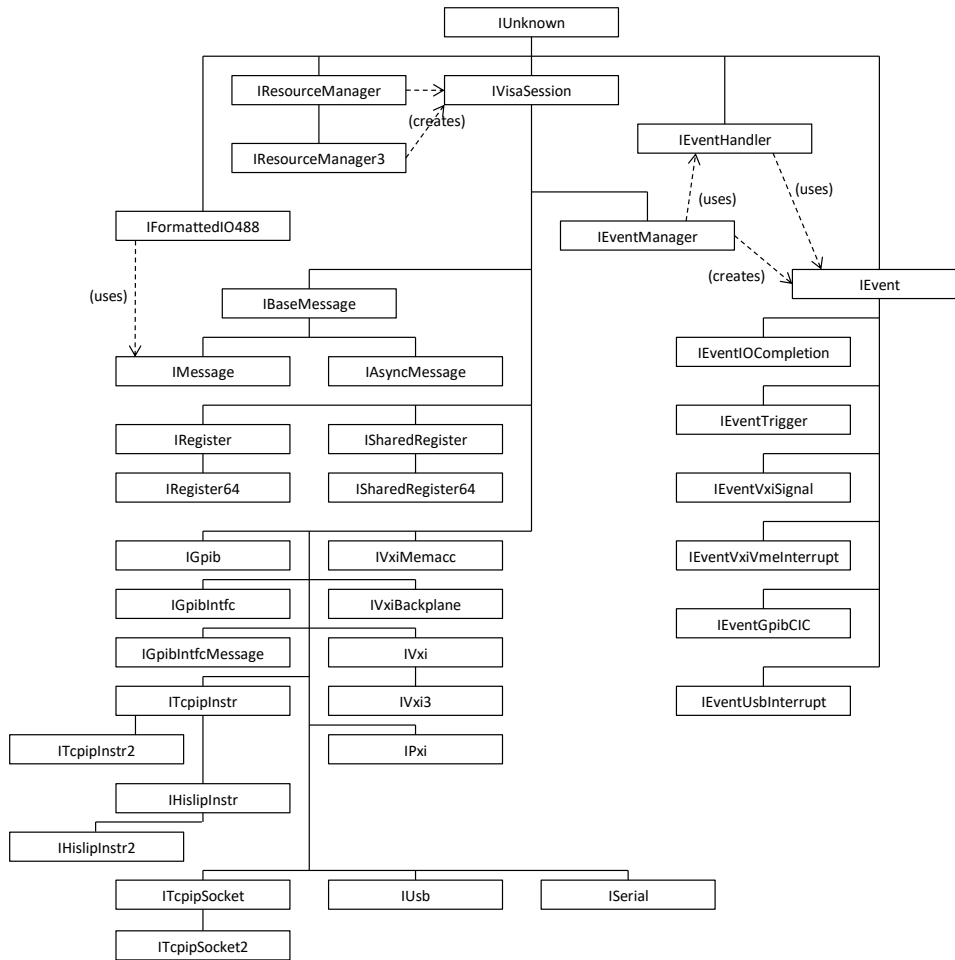 IUnknown
IResourceManager
IVisaSession
(creates)
IEventHandler
IResourceManager3
(uses)
(uses)
IFormattedIO488
IEventManager
(creates)
IEvent
(uses)
IBaseMessage
IEventIOCompletion
IMessage
IAsyncMessage
IEventTrigger
IRegister
ISharedRegister
IRegister64
ISharedRegister64
IEventVxiSignal
IGpib
IVxiMemacc
IEventVxiVmeInterrupt
IGpibIntfc
IVxiBackplane
IEventGpibCIC
IGpibIntfcMessage
IVxi
ITcpipInstr
IVxi3
IEventUsbInterrupt
ITcpipInstr2
IPxi
IHislipInstr
IHislipInstr2
ITcpipSocket
IUsb
ISerial
ITcpipSocket2